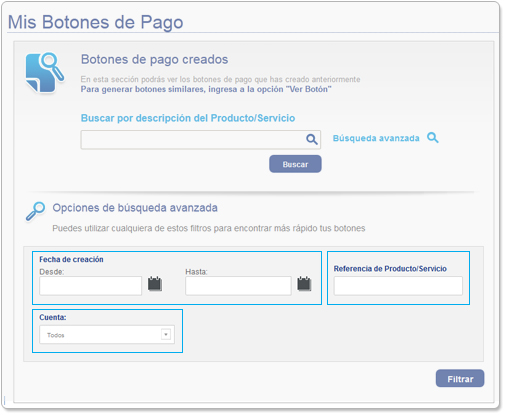 Mis Botones de Pago
Botones de pago creados
En esta sección podrás ver los botones de pago que has creado anteriormente
Para generar botones similares, ingresa a la opción "Ver Botón"
Buscar por descripción del Producto/Servicio
Búsqueda avanzada
Buscar
Opciones de búsqueda avanzada
Puedes utilizar cualquiera de estos filtros para encontrar más rápido tus botones
Fecha de creación
Desde:
Hasta:
Referencia de Producto/Servicio
Cuenta:
Todos
Filtrar